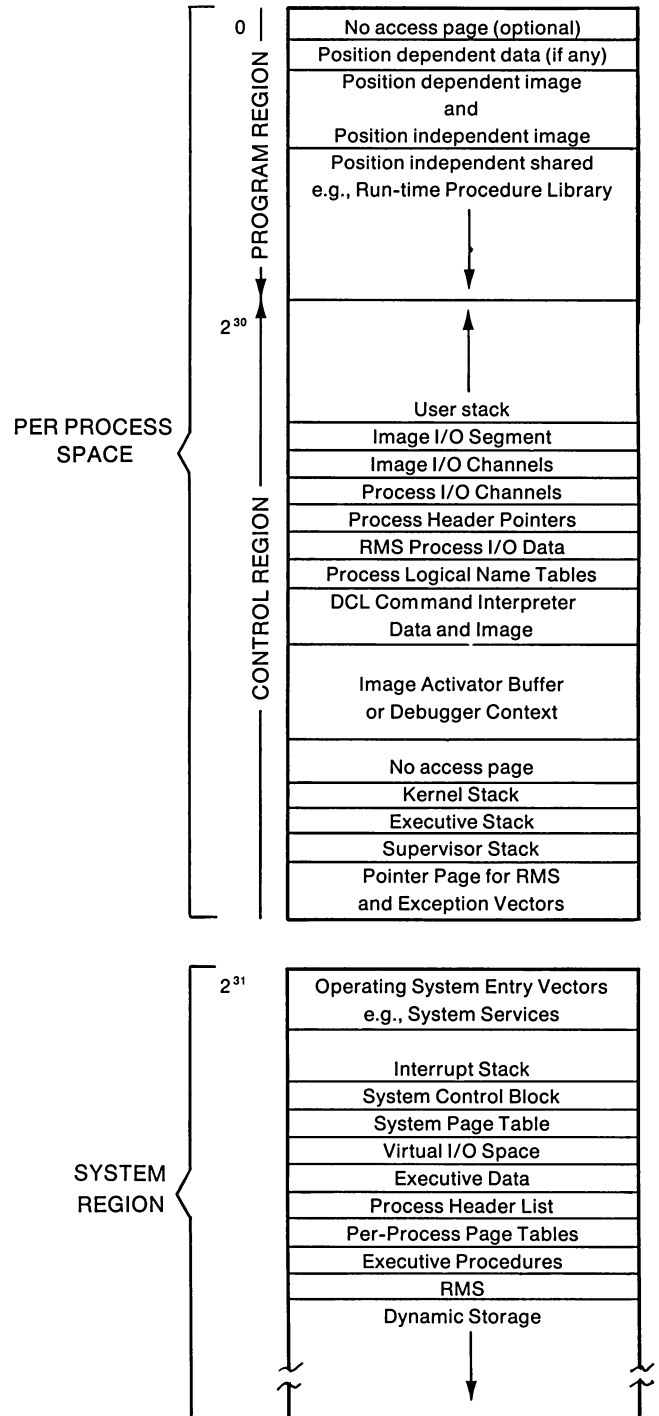 0
No access page (optional)
Position dependent data (if any)
Position dependent image
and
Position independent image
Position independent shared
e.g., Run-time Procedure Library
PROGRAM REGION
2³⁰
PER PROCESS
SPACE
CONTROL REGION
User stack
Image I/O Segment
Image I/O Channels
Process I/O Channels
Process Header Pointers
RMS Process I/O Data
Process Logical Name Tables
DCL Command Interpreter
Data and Image
Image Activator Buffer
or Debugger Context
No access page
Kernel Stack
Executive Stack
Supervisor Stack
Pointer Page for RMS
and Exception Vectors
2³¹
Operating System Entry Vectors
e.g., System Services
Interrupt Stack
System Control Block
System Page Table
Virtual I/O Space
SYSTEM
REGION
Executive Data
Process Header List
Per-Process Page Tables
Executive Procedures
RMS
Dynamic Storage